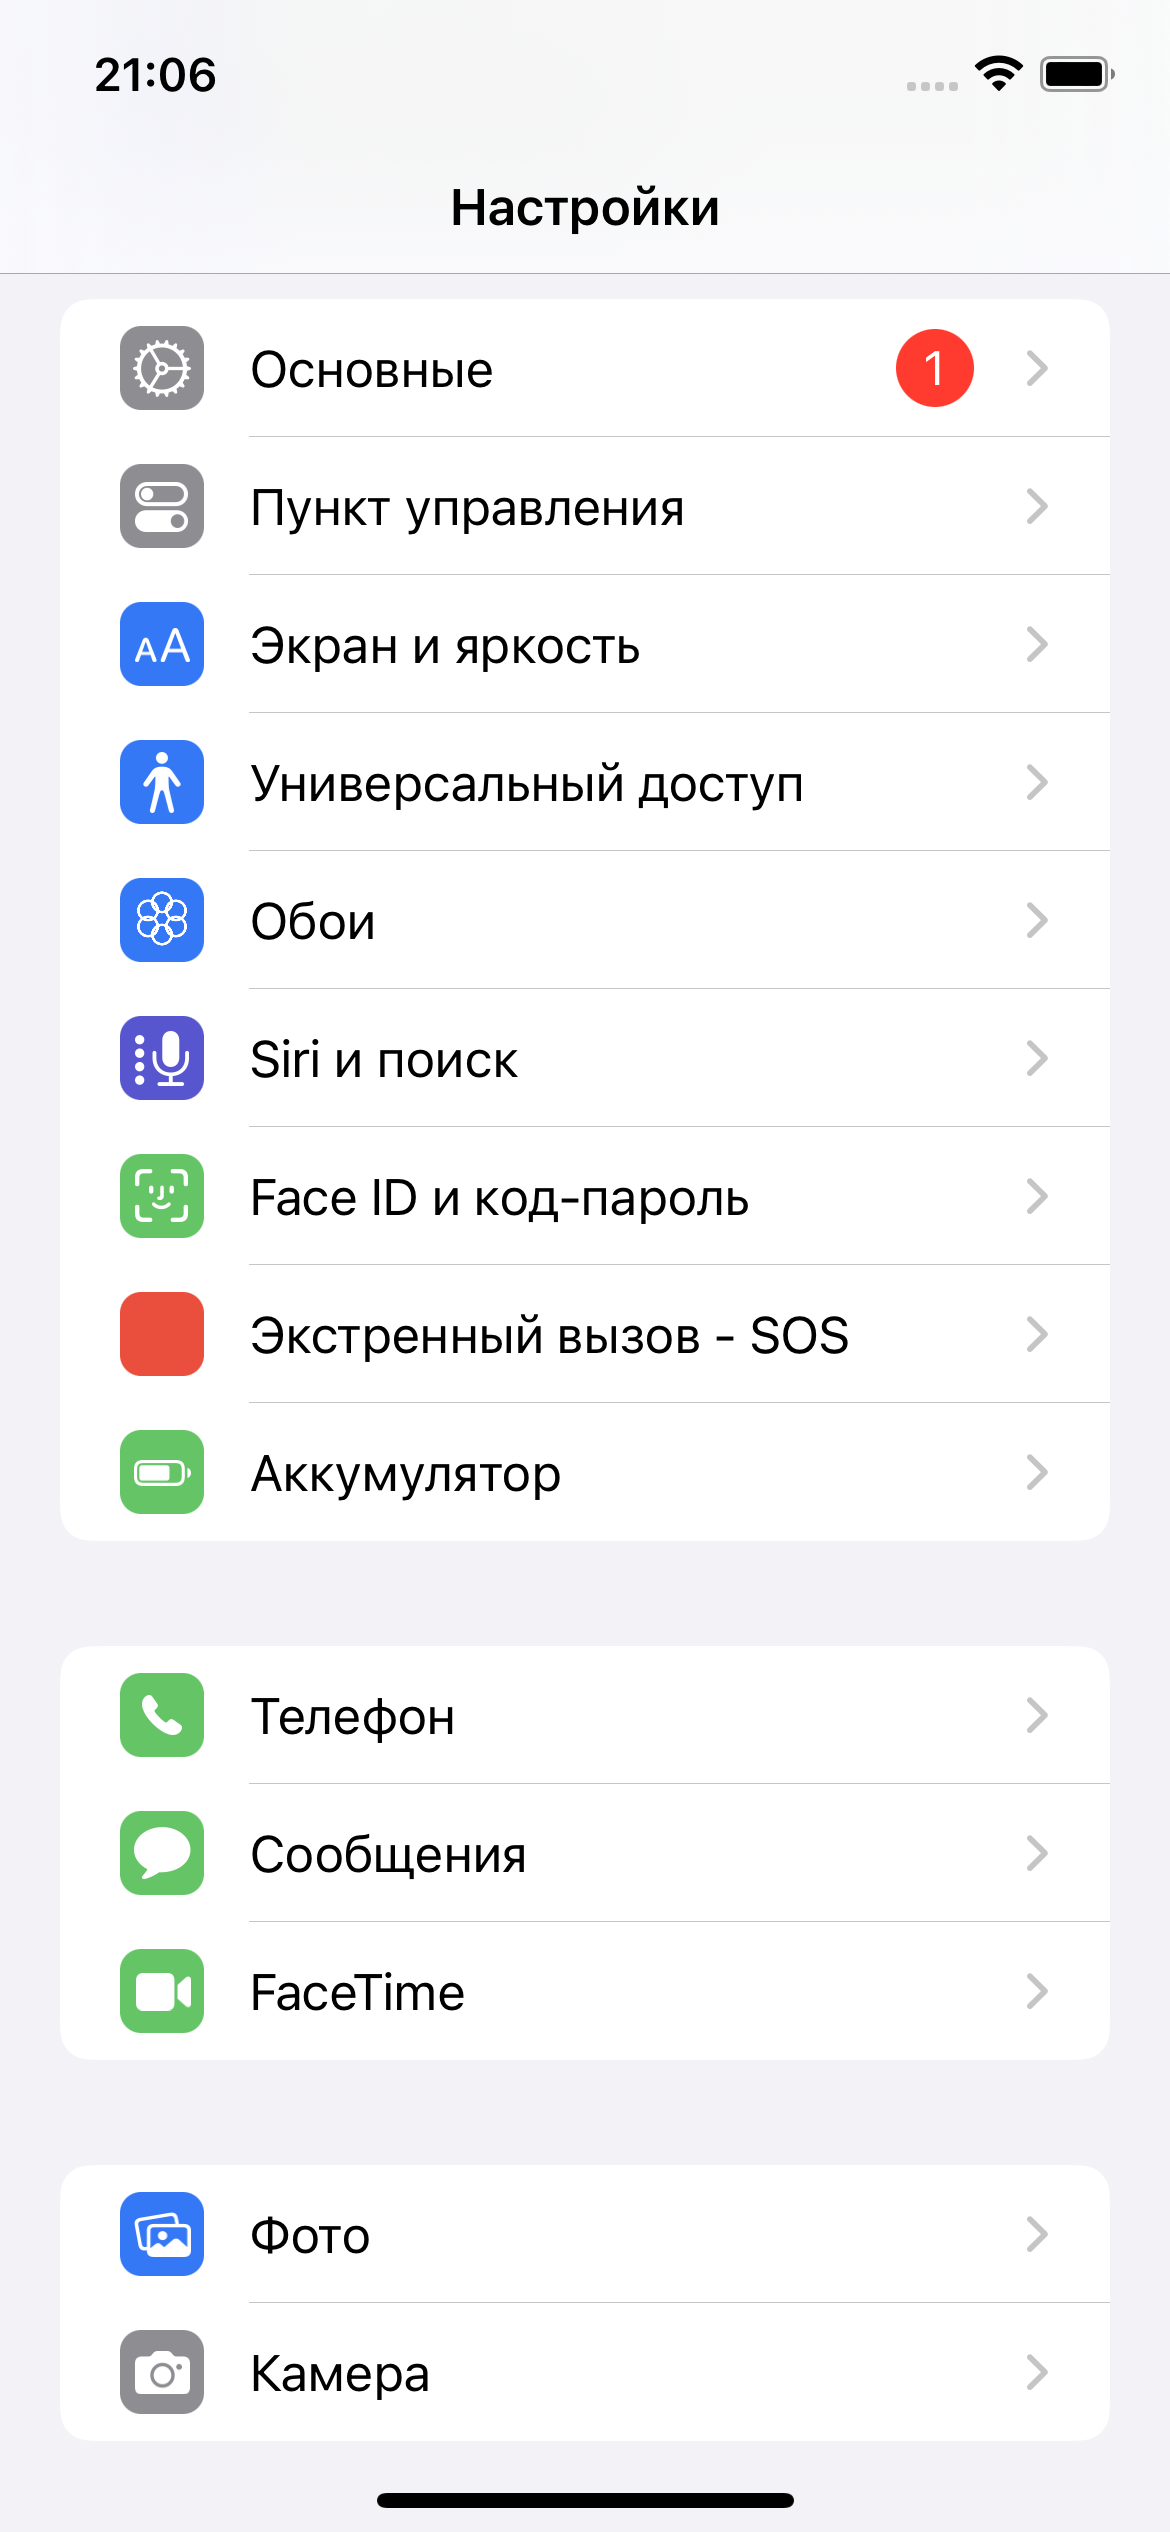 21:06
Настройки
Основные 1
Пункт управления
AA Экран и яркость
Универсальный доступ
Обои
Siri и поиск
Face ID и код-пароль
Экстренный вызов - SOS
Аккумулятор
Телефон
Сообщения
FaceTime
Фото
Камера